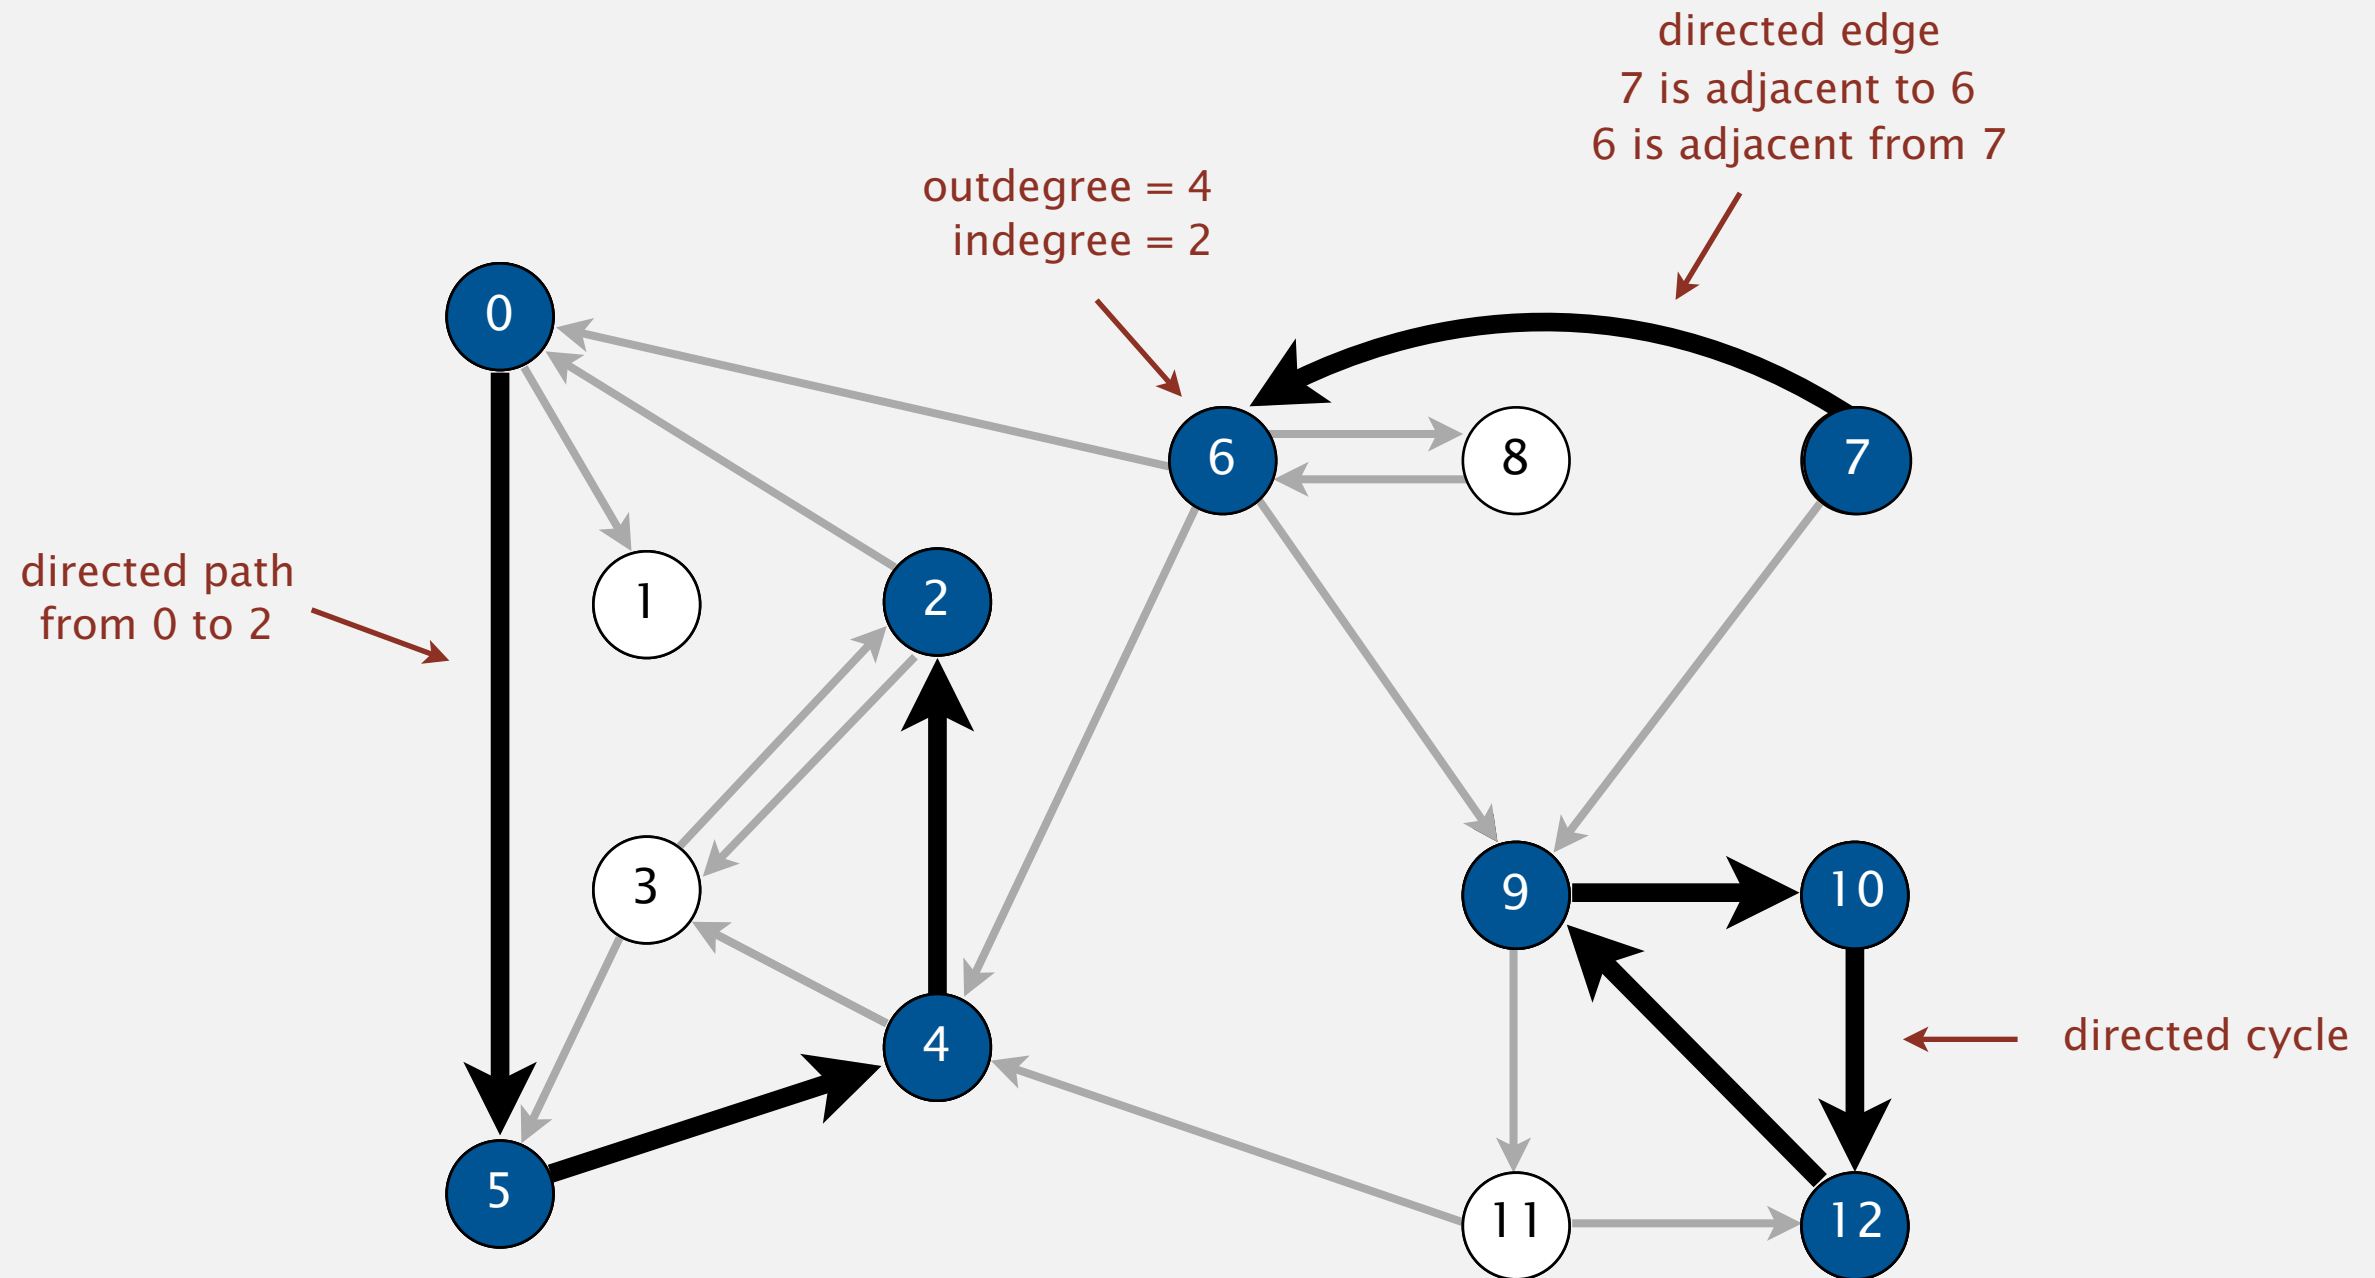 directed edge
7 is adjacent to 6
6 is adjacent from 7
outdegree = 4
indegree = 2
0
6
8
7
directed path
from 0 to 2
1
2
3
9
10
4
directed cycle
5
11
12